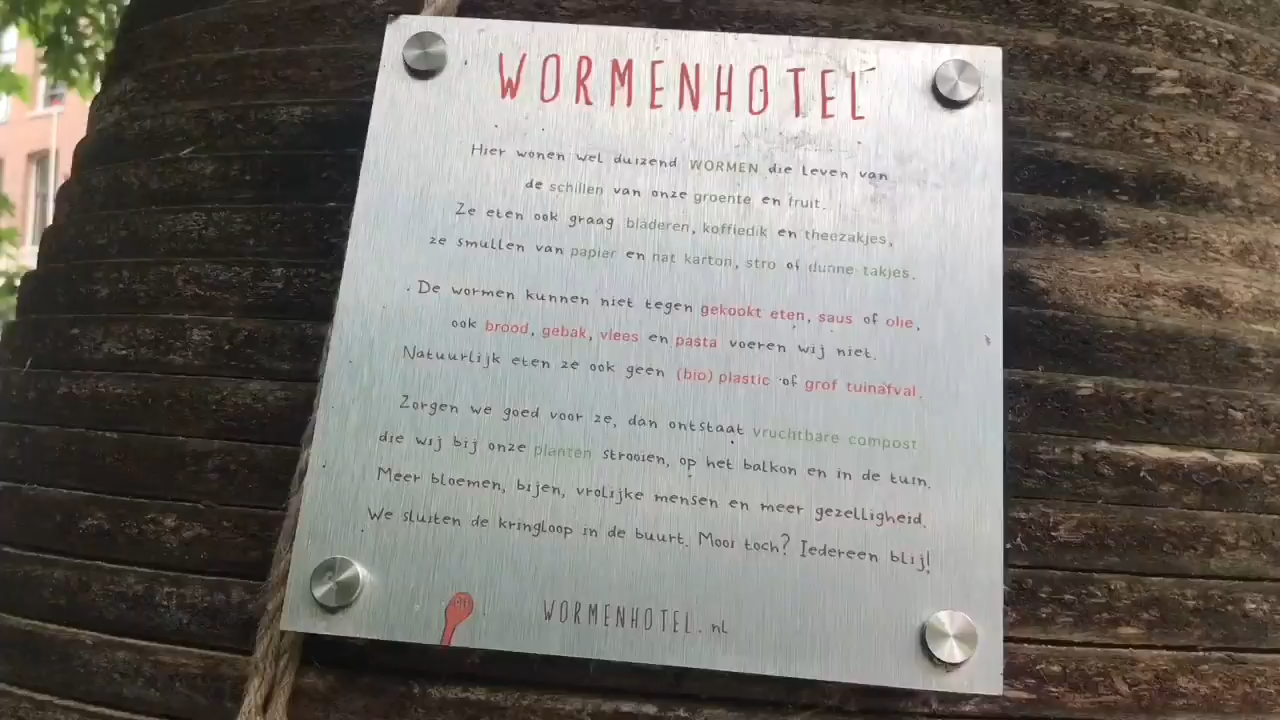 WORMENHOTEL
Hier wonen wel duizend WORMEN die leven van
de schillen van onze groente en fruit.
Ze eten ook graag bladeren, koffiedik en theezakjes,
ze smullen van papier en nat karton, stro of dunne takjes.
De wormen kunnen niet tegen gekookt eten, saus of olie,
ook brood, gebak, vlees en pasta voeren wij niet.
Natuurlijk eten ze ook geen (bio) plastic of grof tuinafval.
Zorgen we goed voor ze, dan ontstaat vruchtbare compost
die wij bij onze planten strooien, op het balkon en in de tuin.
Meer bloemen, bijen, vrolijke mensen en meer gezelligheid.
We sluiten de kringloop in de buurt. Mooi toch? Iedereen blij!
WORMENHOTEL.nl